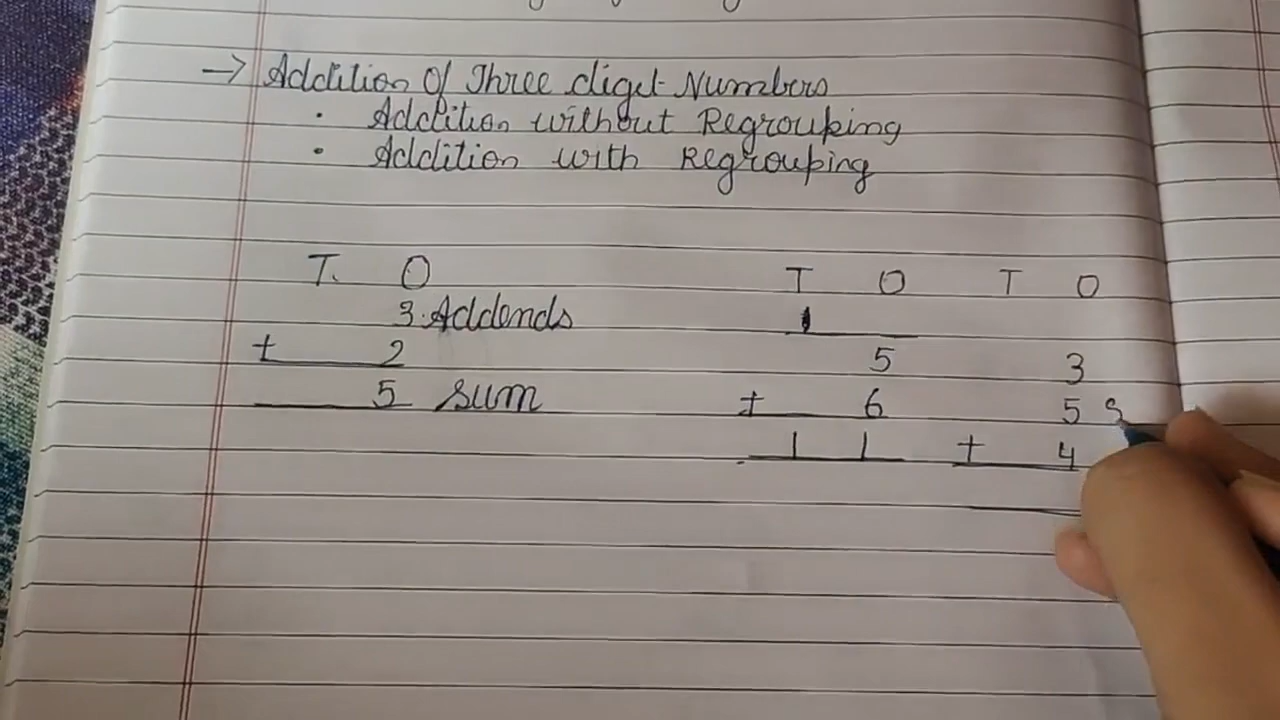 → Addition Of Three digit Numbers
· Addition without Regrouping
· Addition with Regrouping
T. O T O T O
3. Addends 1
+ 2 5 3
5 Sum + 6 5
1 1 + 4